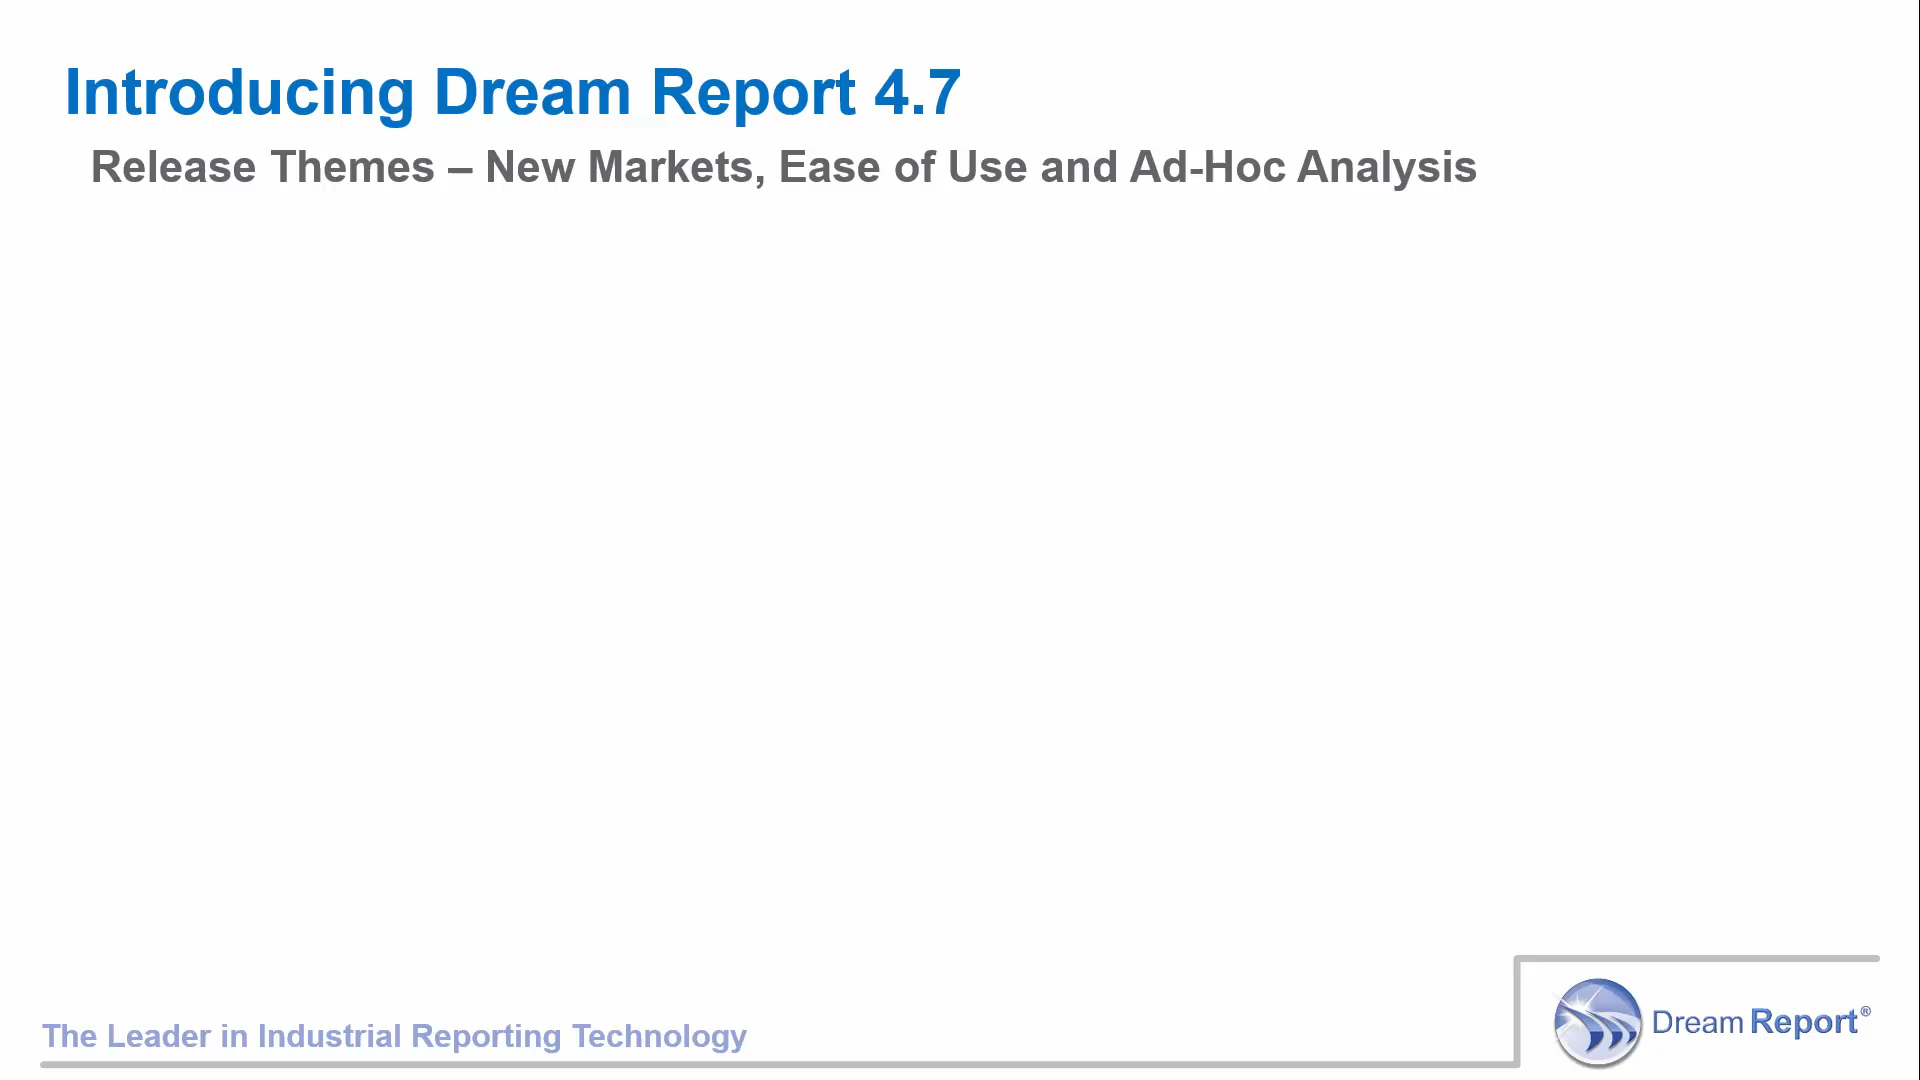 Introducing Dream Report 4.7
Release Themes – New Markets, Ease of Use and Ad-Hoc Analysis
The Leader in Industrial Reporting Technology
Dream Report®